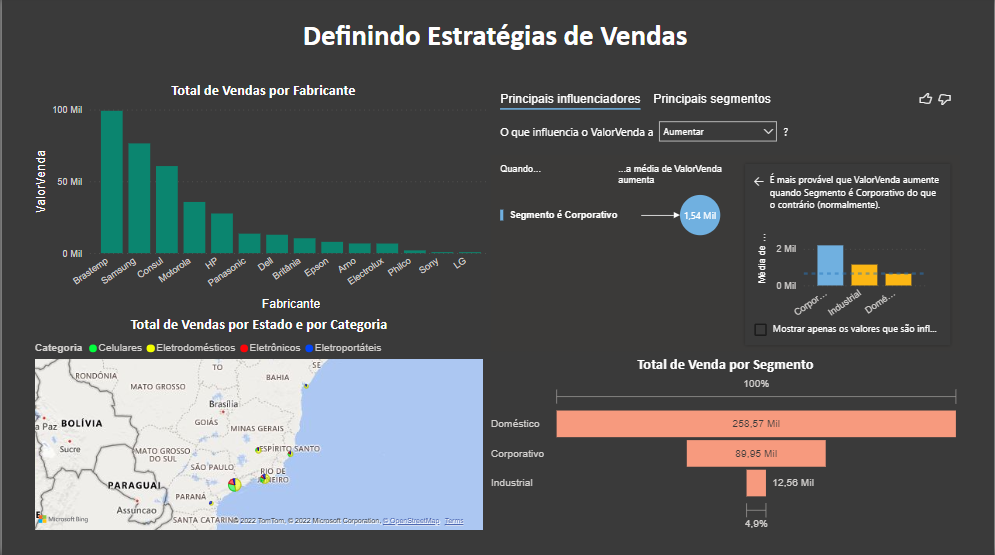 Definindo Estratégias de Vendas
Total de Vendas por Fabricante
100 Mil
50 Mil
0 Mil
ValorVenda
Brastemp
Samsung
Consul
Motorola
HP
Panasonic
Dell
Britânia
Epson
Arno
Electrolux
Philco
Sony
LG
Fabricante
Principais influenciadores
Principais segmentos
O que influencia o ValorVenda a
Aumentar
?
Quando...
...a média de ValorVenda
aumenta
Segmento é Corporativo
1,54 Mil
É mais provável que ValorVenda aumente
quando Segmento é Corporativo do que
o contrário (normalmente).
Média de ...
2 Mil
0 Mil
Corpor...
Industrial
Domé...
Mostrar apenas os valores que são infl...
Total de Vendas por Estado e por Categoria
Categoria
Celulares
Eletrodomésticos
Eletrônicos
Eletroportáteis
RONDÔNIA
TO
SE
MATO GROSSO
BAHIA
Brasília
GOIÁS
a Paz
BOLÍVIA
Sucre
MINAS GERAIS
MATO GROSSO
DO SUL
ESPÍRITO SANTO
SÃO PAULO
RIO DE
JANEIRO
PARAGUAI
PARANÁ
Assuncao
SANTA CATARINA
Microsoft Bing
© 2022 TomTom, © 2022 Microsoft Corporation, © OpenStreetMap Terms
Total de Venda por Segmento
100%
Doméstico
258,57 Mil
Corporativo
89,95 Mil
Industrial
12,56 Mil
4,9%